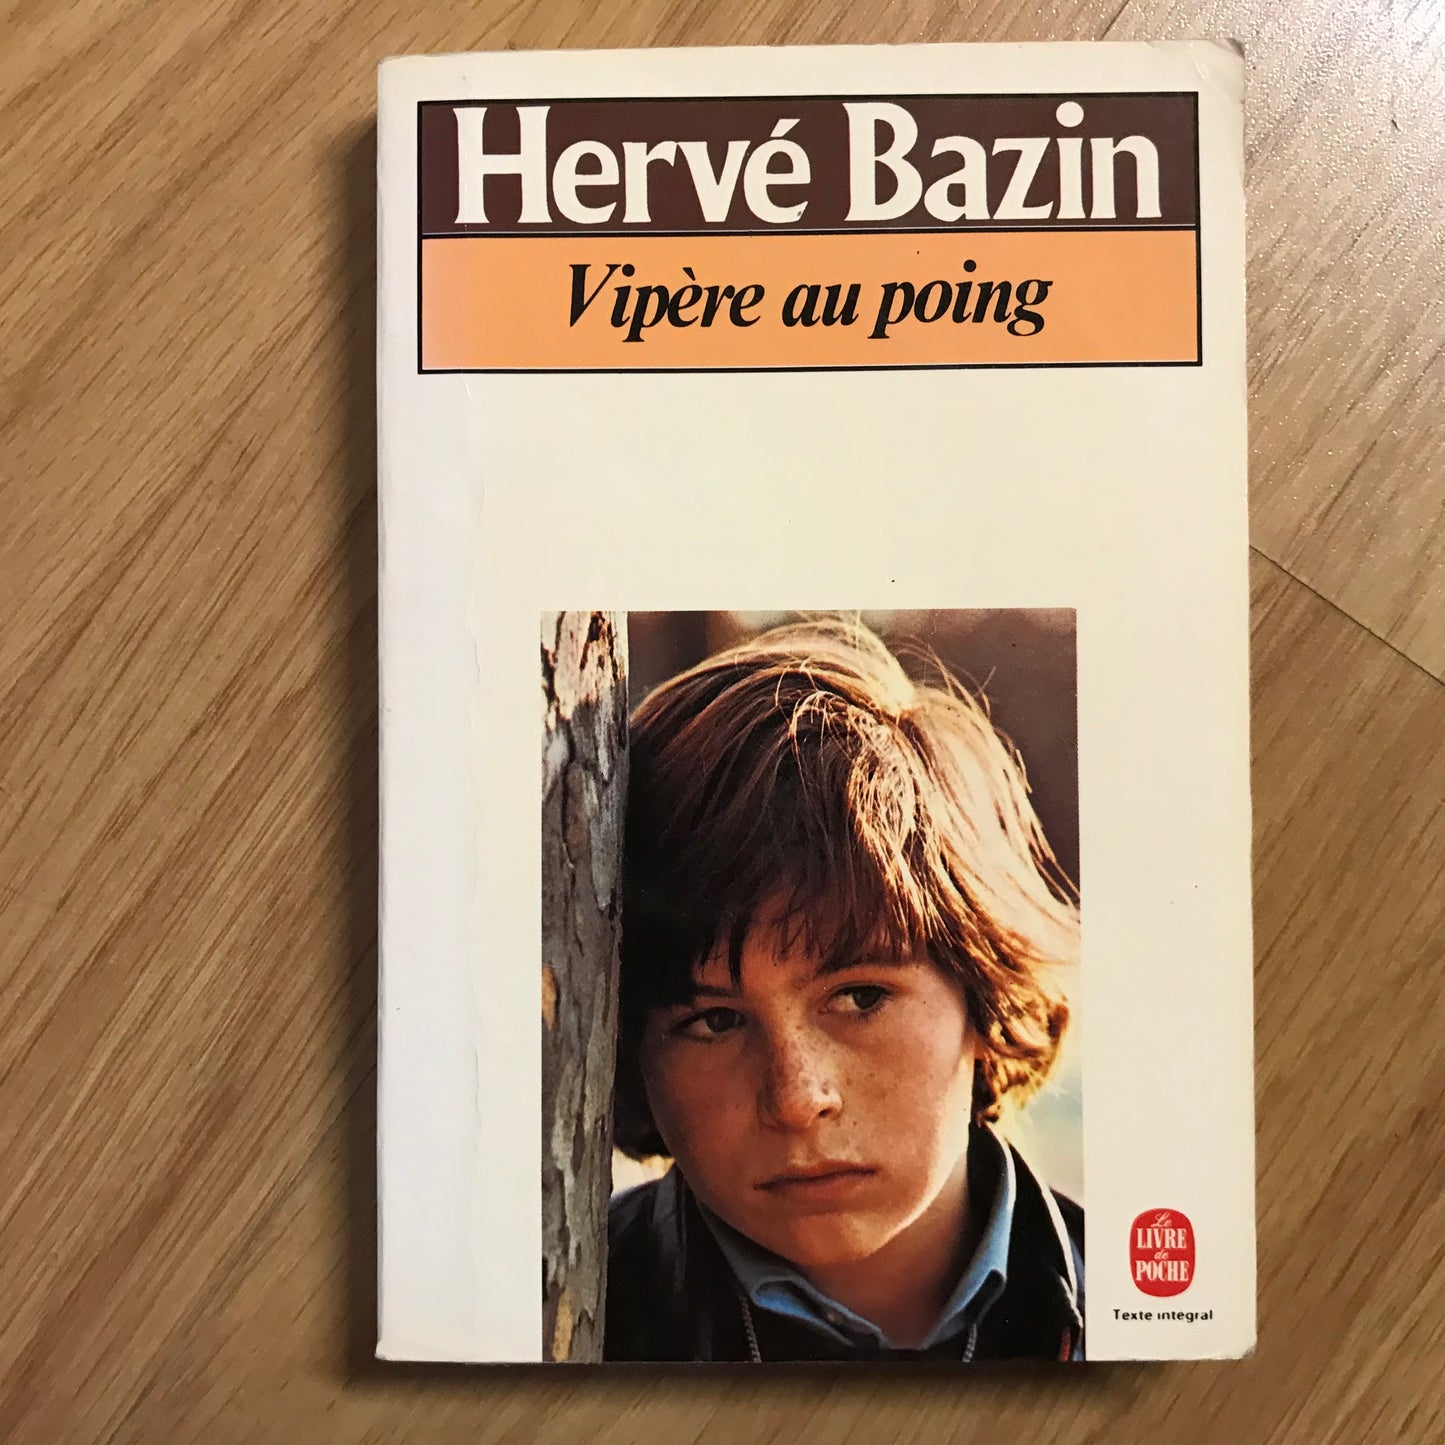 Hervé Bazin
Vipère au poing
Le
LIVRE
de
POCHE
Texte intégral